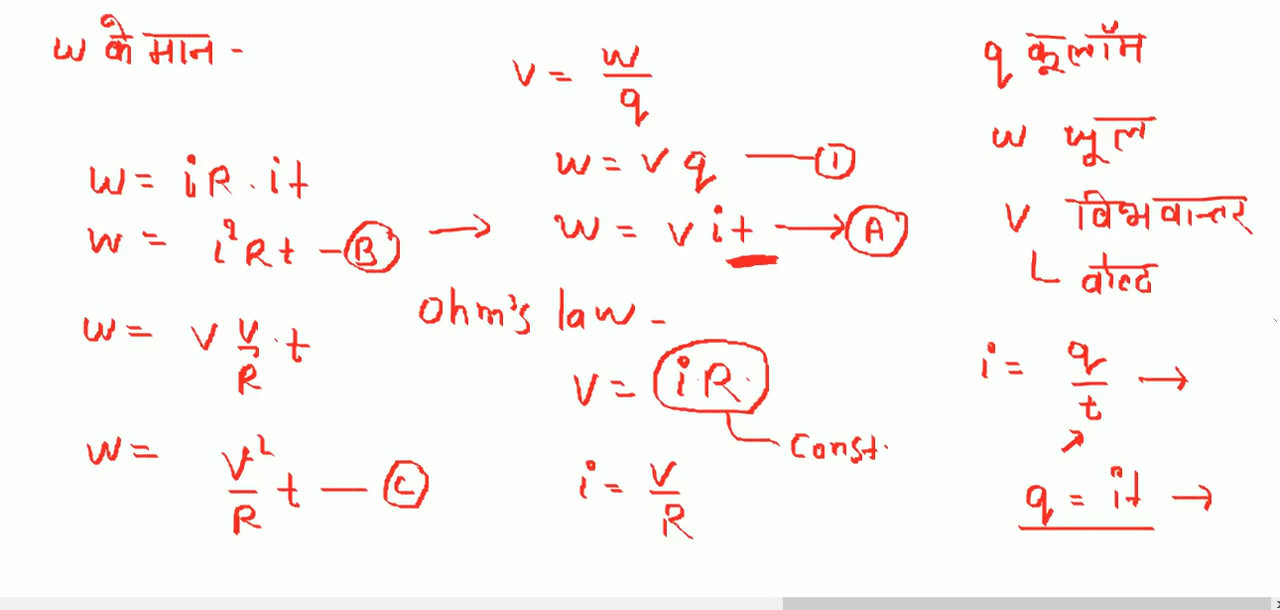 W के मान -
W = iR . it
W = i²Rt - B
W = V V/R . t
W = V²/R t - C
V = W/q
W = Vq - 1
→ W = Vit → A
Ohm's law -
V = iR.
Const.
i = V/R
q कूलॉम
W जूल
V विभवान्तर
वोल्ट
i = q/t →
q = it →